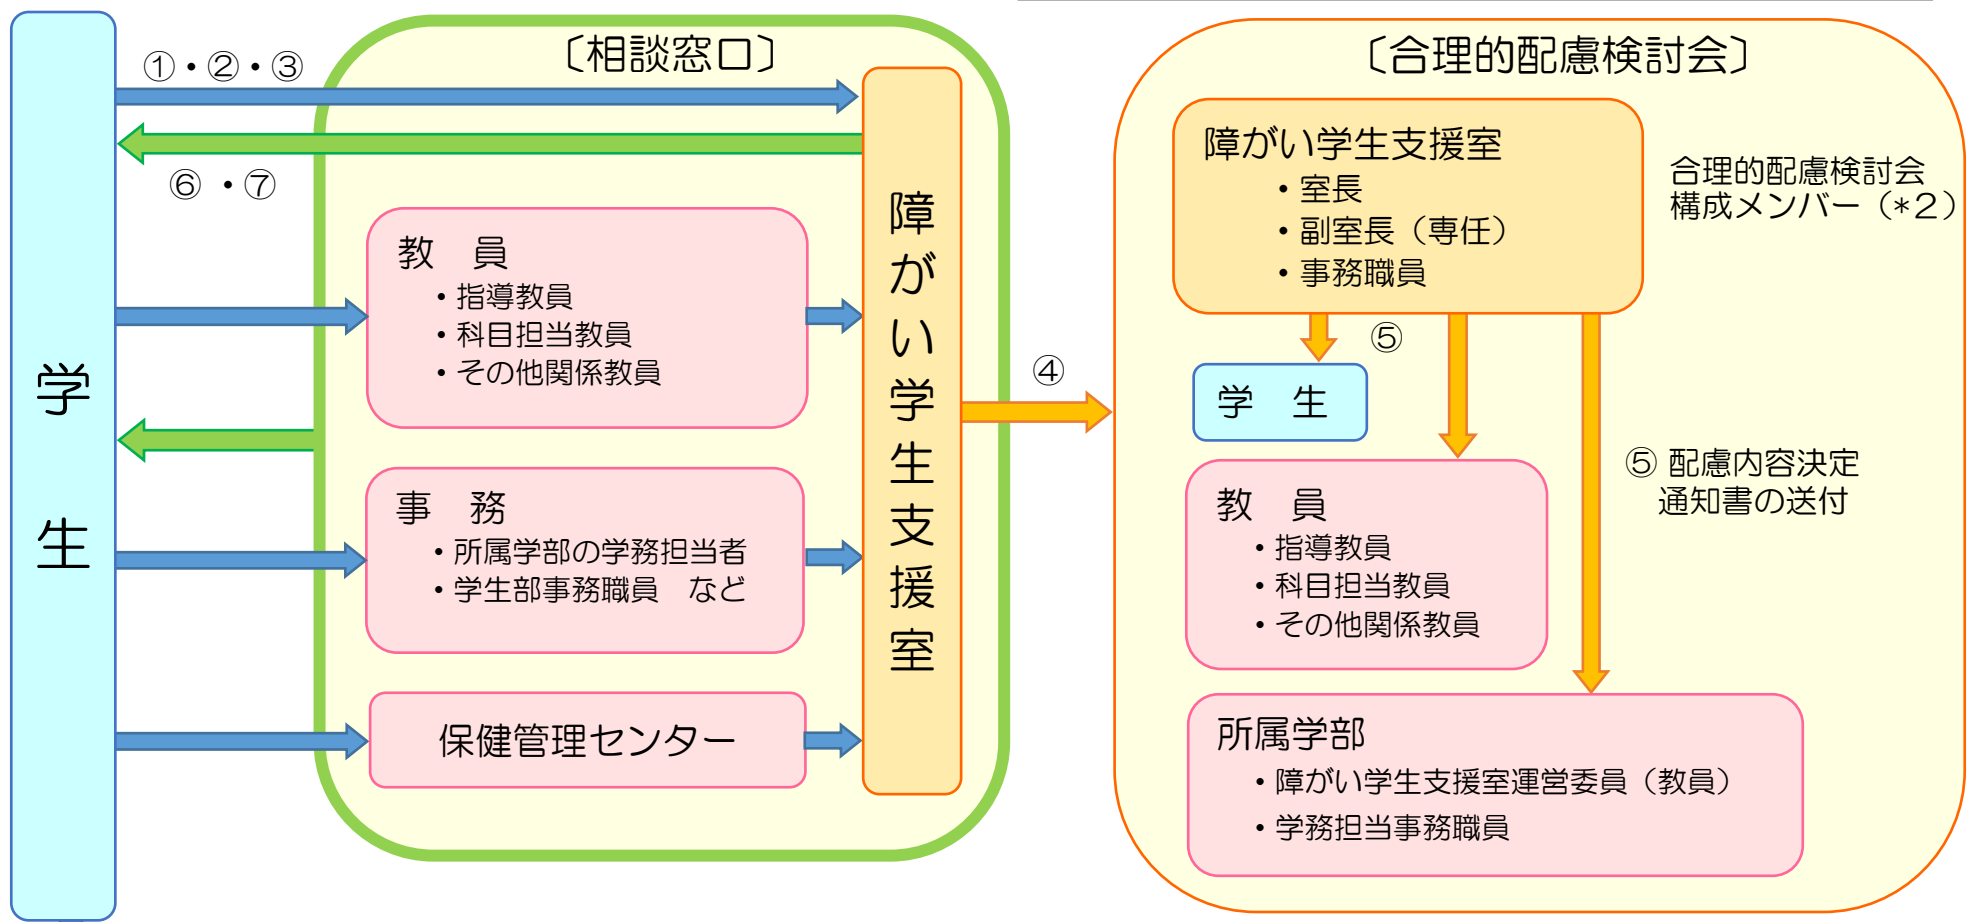 学生
①・②・③
⑥・⑦
〔相談窓口〕
教　員
・指導教員
・科目担当教員
・その他関係教員
事　務
・所属学部の学務担当者
・学生部事務職員　など
保健管理センター
障がい学生支援室
④
〔合理的配慮検討会〕
障がい学生支援室
・室長
・副室長（専任）
・事務職員
合理的配慮検討会
構成メンバー（*２）
⑤
学　生
教　員
・指導教員
・科目担当教員
・その他関係教員
⑤ 配慮内容決定
通知書の送付
所属学部
・障がい学生支援室運営委員（教員）
・学務担当事務職員